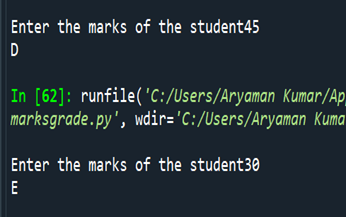 Enter the marks of the student45
D
In [62]: runfile('C:/Users/Aryaman Kumar/Ap
marksgrade.py', wdir='C:/Users/Aryaman Kuma
Enter the marks of the student30
E